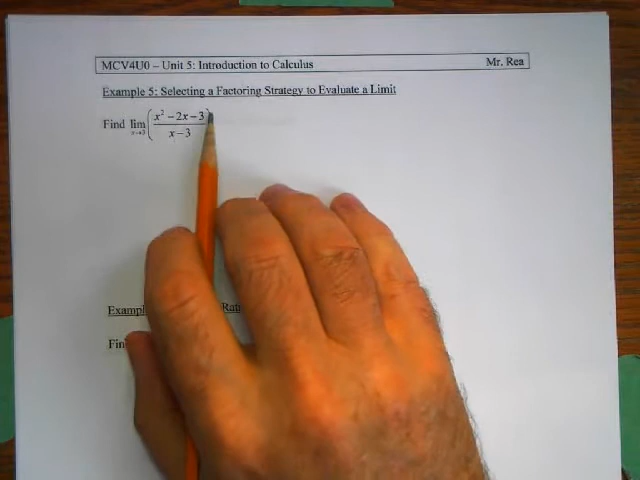 MCV4U0 – Unit 5: Introduction to Calculus Mr. Rea
Example 5: Selecting a Factoring Strategy to Evaluate a Limit
Find lim x→3 (x² − 2x − 3 / x − 3)